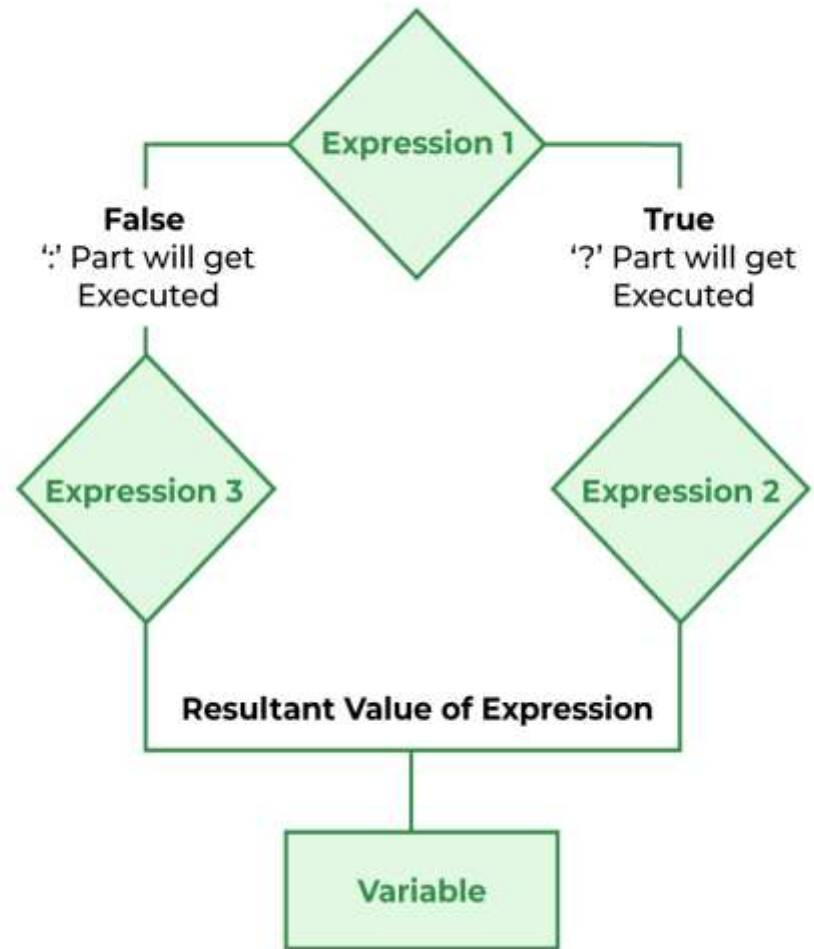 Expression 1
False
‘:’ Part will get
Executed
True
‘?’ Part will get
Executed
Expression 3
Expression 2
Resultant Value of Expression
Variable